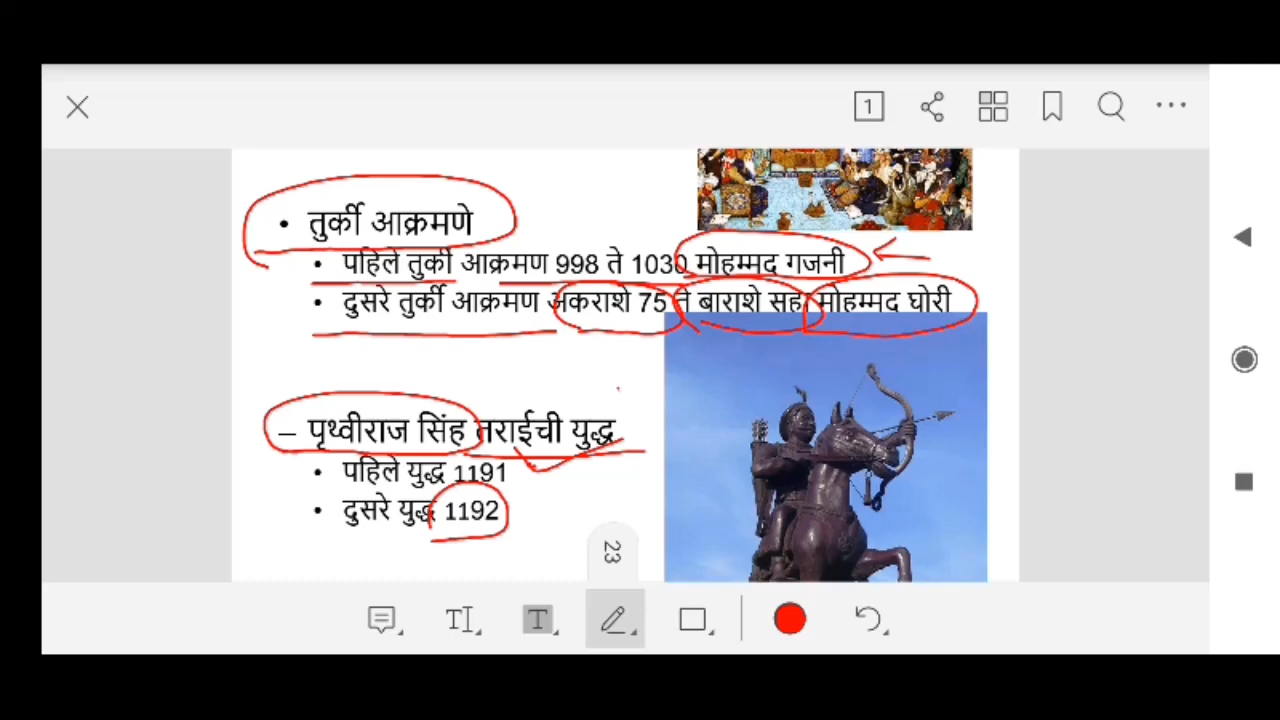 1
• तुर्की आक्रमणे
• पहिले तुर्की आक्रमण 998 ते 1030 मोहम्मद गजनी
• दुसरे तुर्की आक्रमण अकराशे 75 ते बाराशे सहा मोहम्मद घोरी
– पृथ्वीराज सिंह तराईची युद्ध
• पहिले युद्ध 1191
• दुसरे युद्ध 1192
23